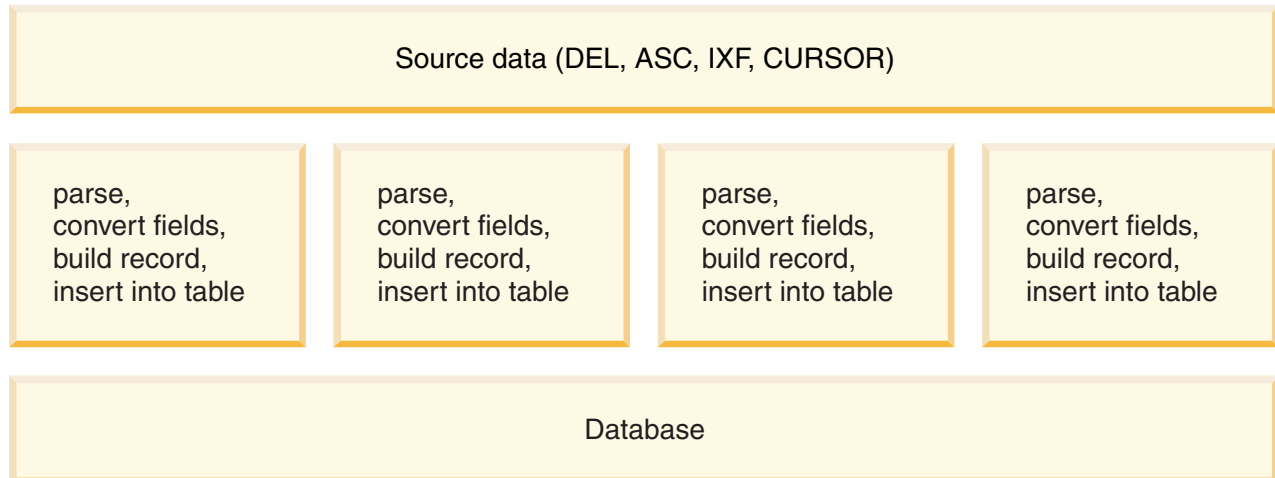 Source data (DEL, ASC, IXF, CURSOR)
parse,
convert fields,
build record,
insert into table
parse,
convert fields,
build record,
insert into table
parse,
convert fields,
build record,
insert into table
parse,
convert fields,
build record,
insert into table
Database